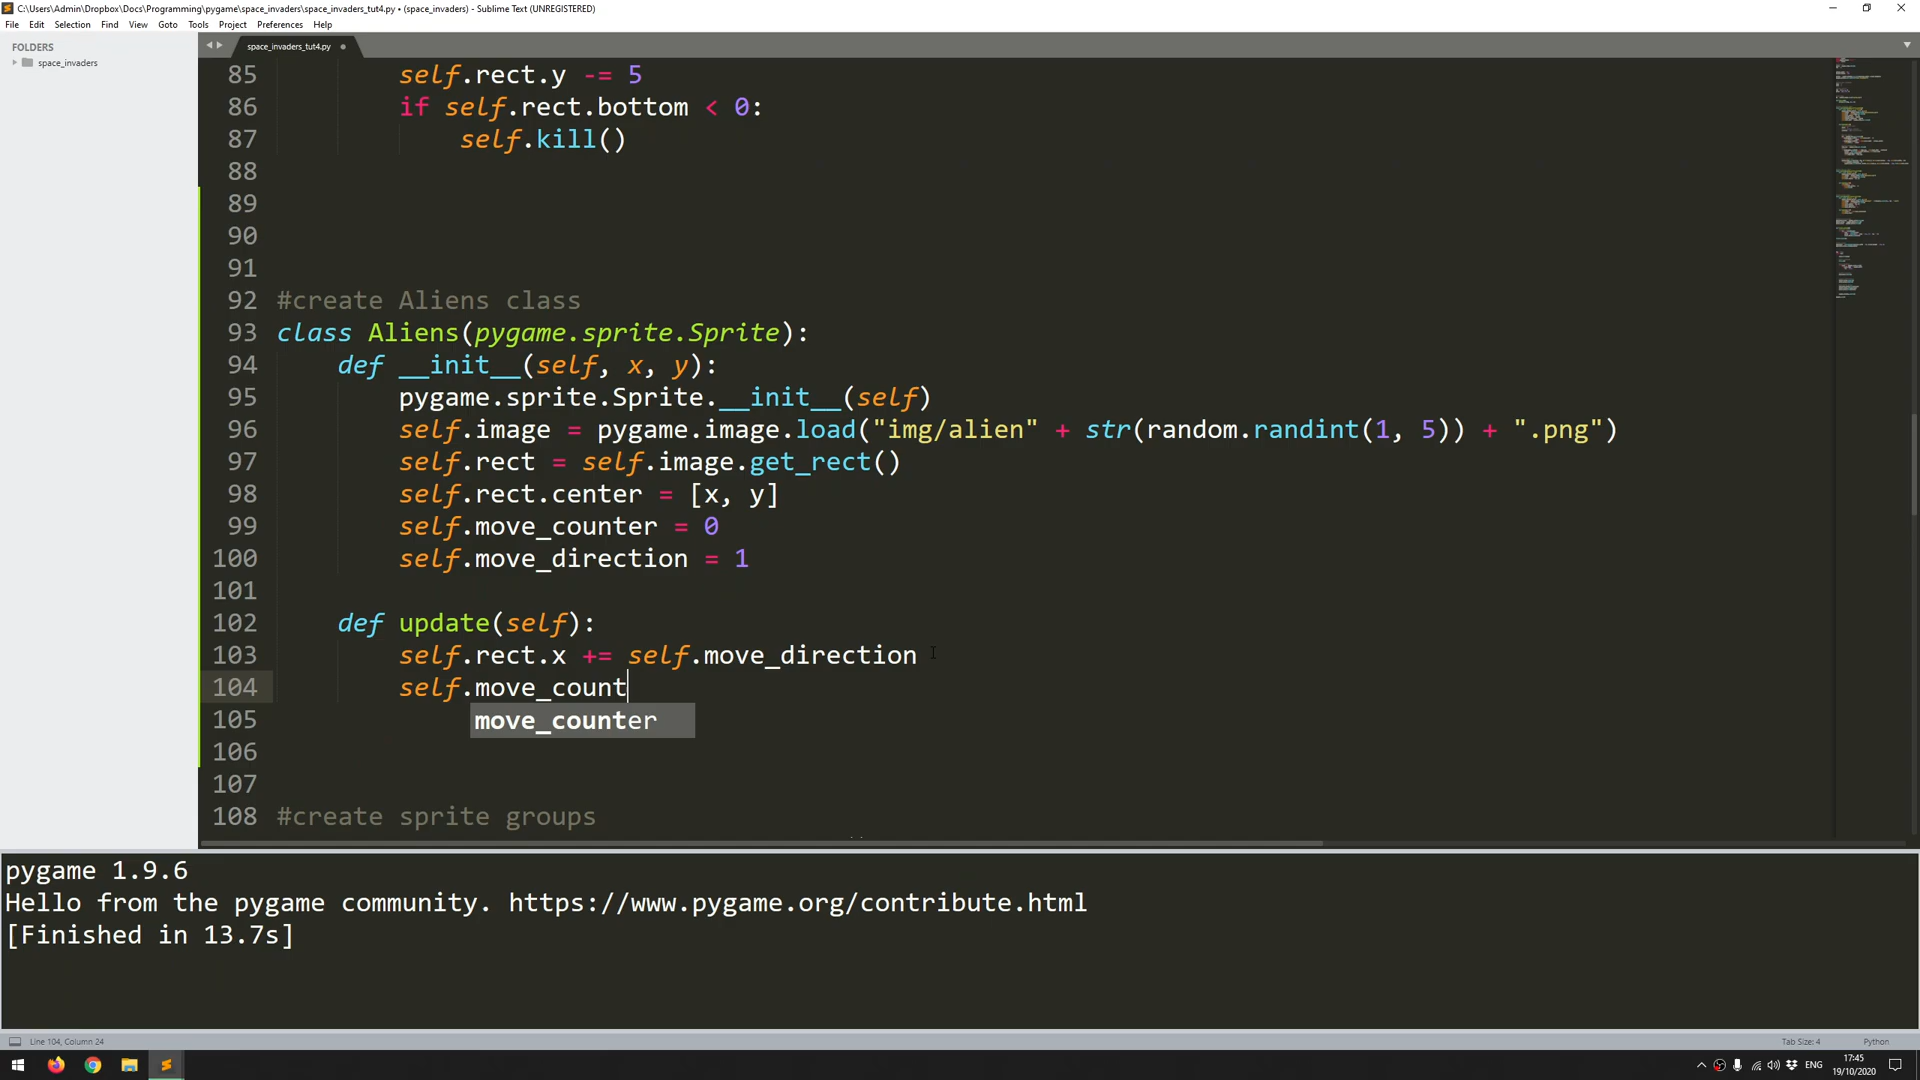 C:\Users\Admin\Dropbox\Docs\Programming\pygame\space_invaders\space_invaders_tut4.py • (space_invaders) - Sublime Text (UNREGISTERED)
File Edit Selection Find View Goto Tools Project Preferences Help
FOLDERS
space_invaders
space_invaders_tut4.py
85 self.rect.y -= 5
86 if self.rect.bottom < 0:
87 self.kill()
88
89
90
91
92 #create Aliens class
93 class Aliens(pygame.sprite.Sprite):
94 def __init__(self, x, y):
95 pygame.sprite.Sprite.__init__(self)
96 self.image = pygame.image.load("img/alien" + str(random.randint(1, 5)) + ".png")
97 self.rect = self.image.get_rect()
98 self.rect.center = [x, y]
99 self.move_counter = 0
100 self.move_direction = 1
101
102 def update(self):
103 self.rect.x += self.move_direction
104 self.move_count
105 move_counter
106
107
108 #create sprite groups
pygame 1.9.6
Hello from the pygame community. https://www.pygame.org/contribute.html
[Finished in 13.7s]
Line 104, Column 24
Tab Size: 4 Python
ENG
17:45
19/10/2020